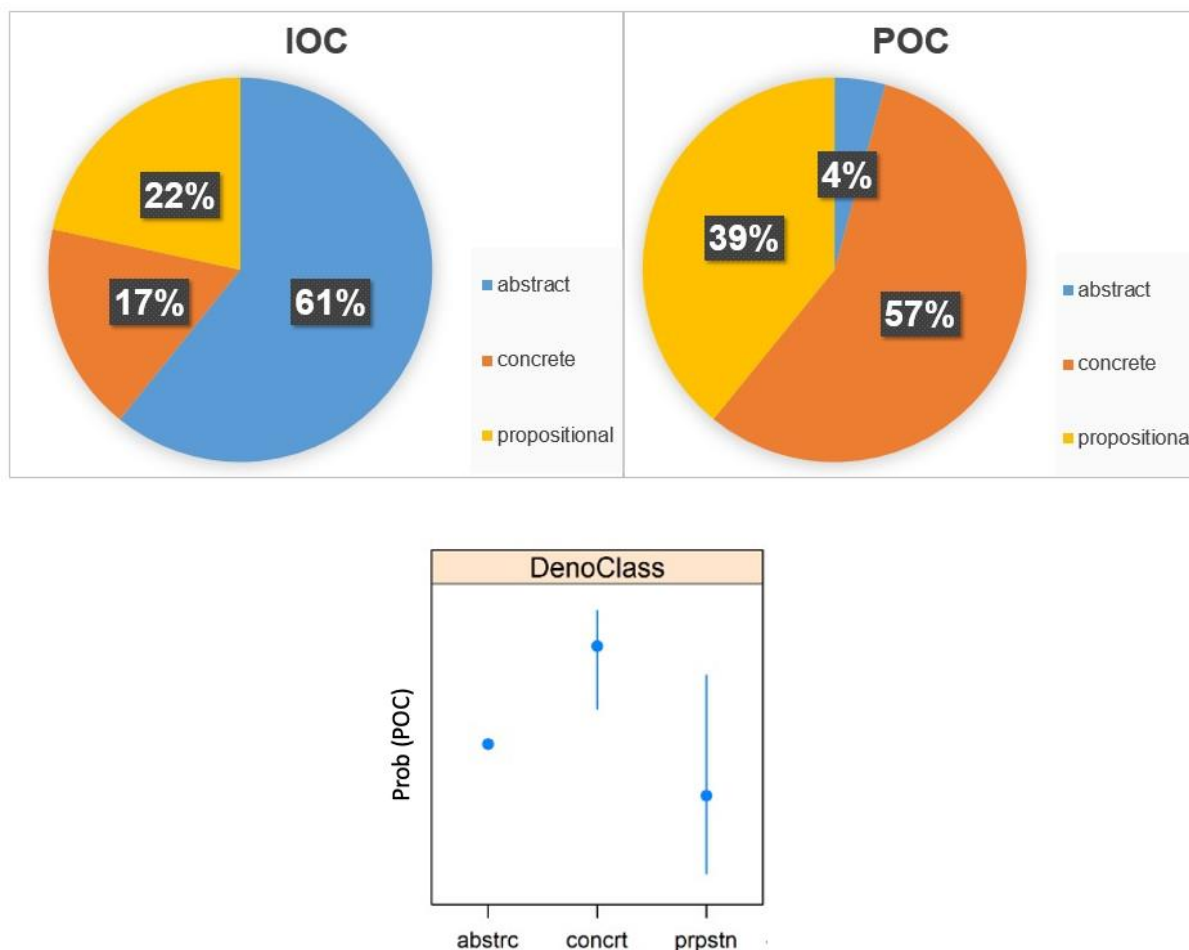 IOC
22%
17%
61%
abstract
concrete
propositional
POC
4%
39%
57%
abstract
concrete
propositiona
DenoClass
Prob (POC)
abstrc
concrt
prpstn